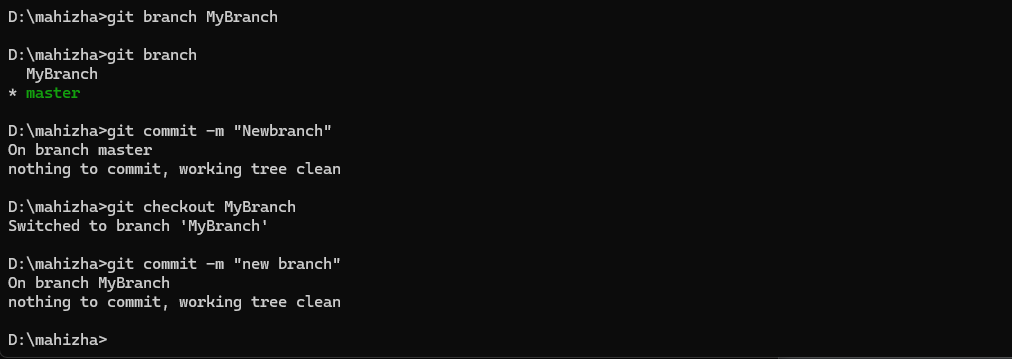 D:\mahizha>git branch MyBranch
D:\mahizha>git branch
MyBranch
* master
D:\mahizha>git commit -m "Newbranch"
On branch master
nothing to commit, working tree clean
D:\mahizha>git checkout MyBranch
Switched to branch 'MyBranch'
D:\mahizha>git commit -m "new branch"
On branch MyBranch
nothing to commit, working tree clean
D:\mahizha>